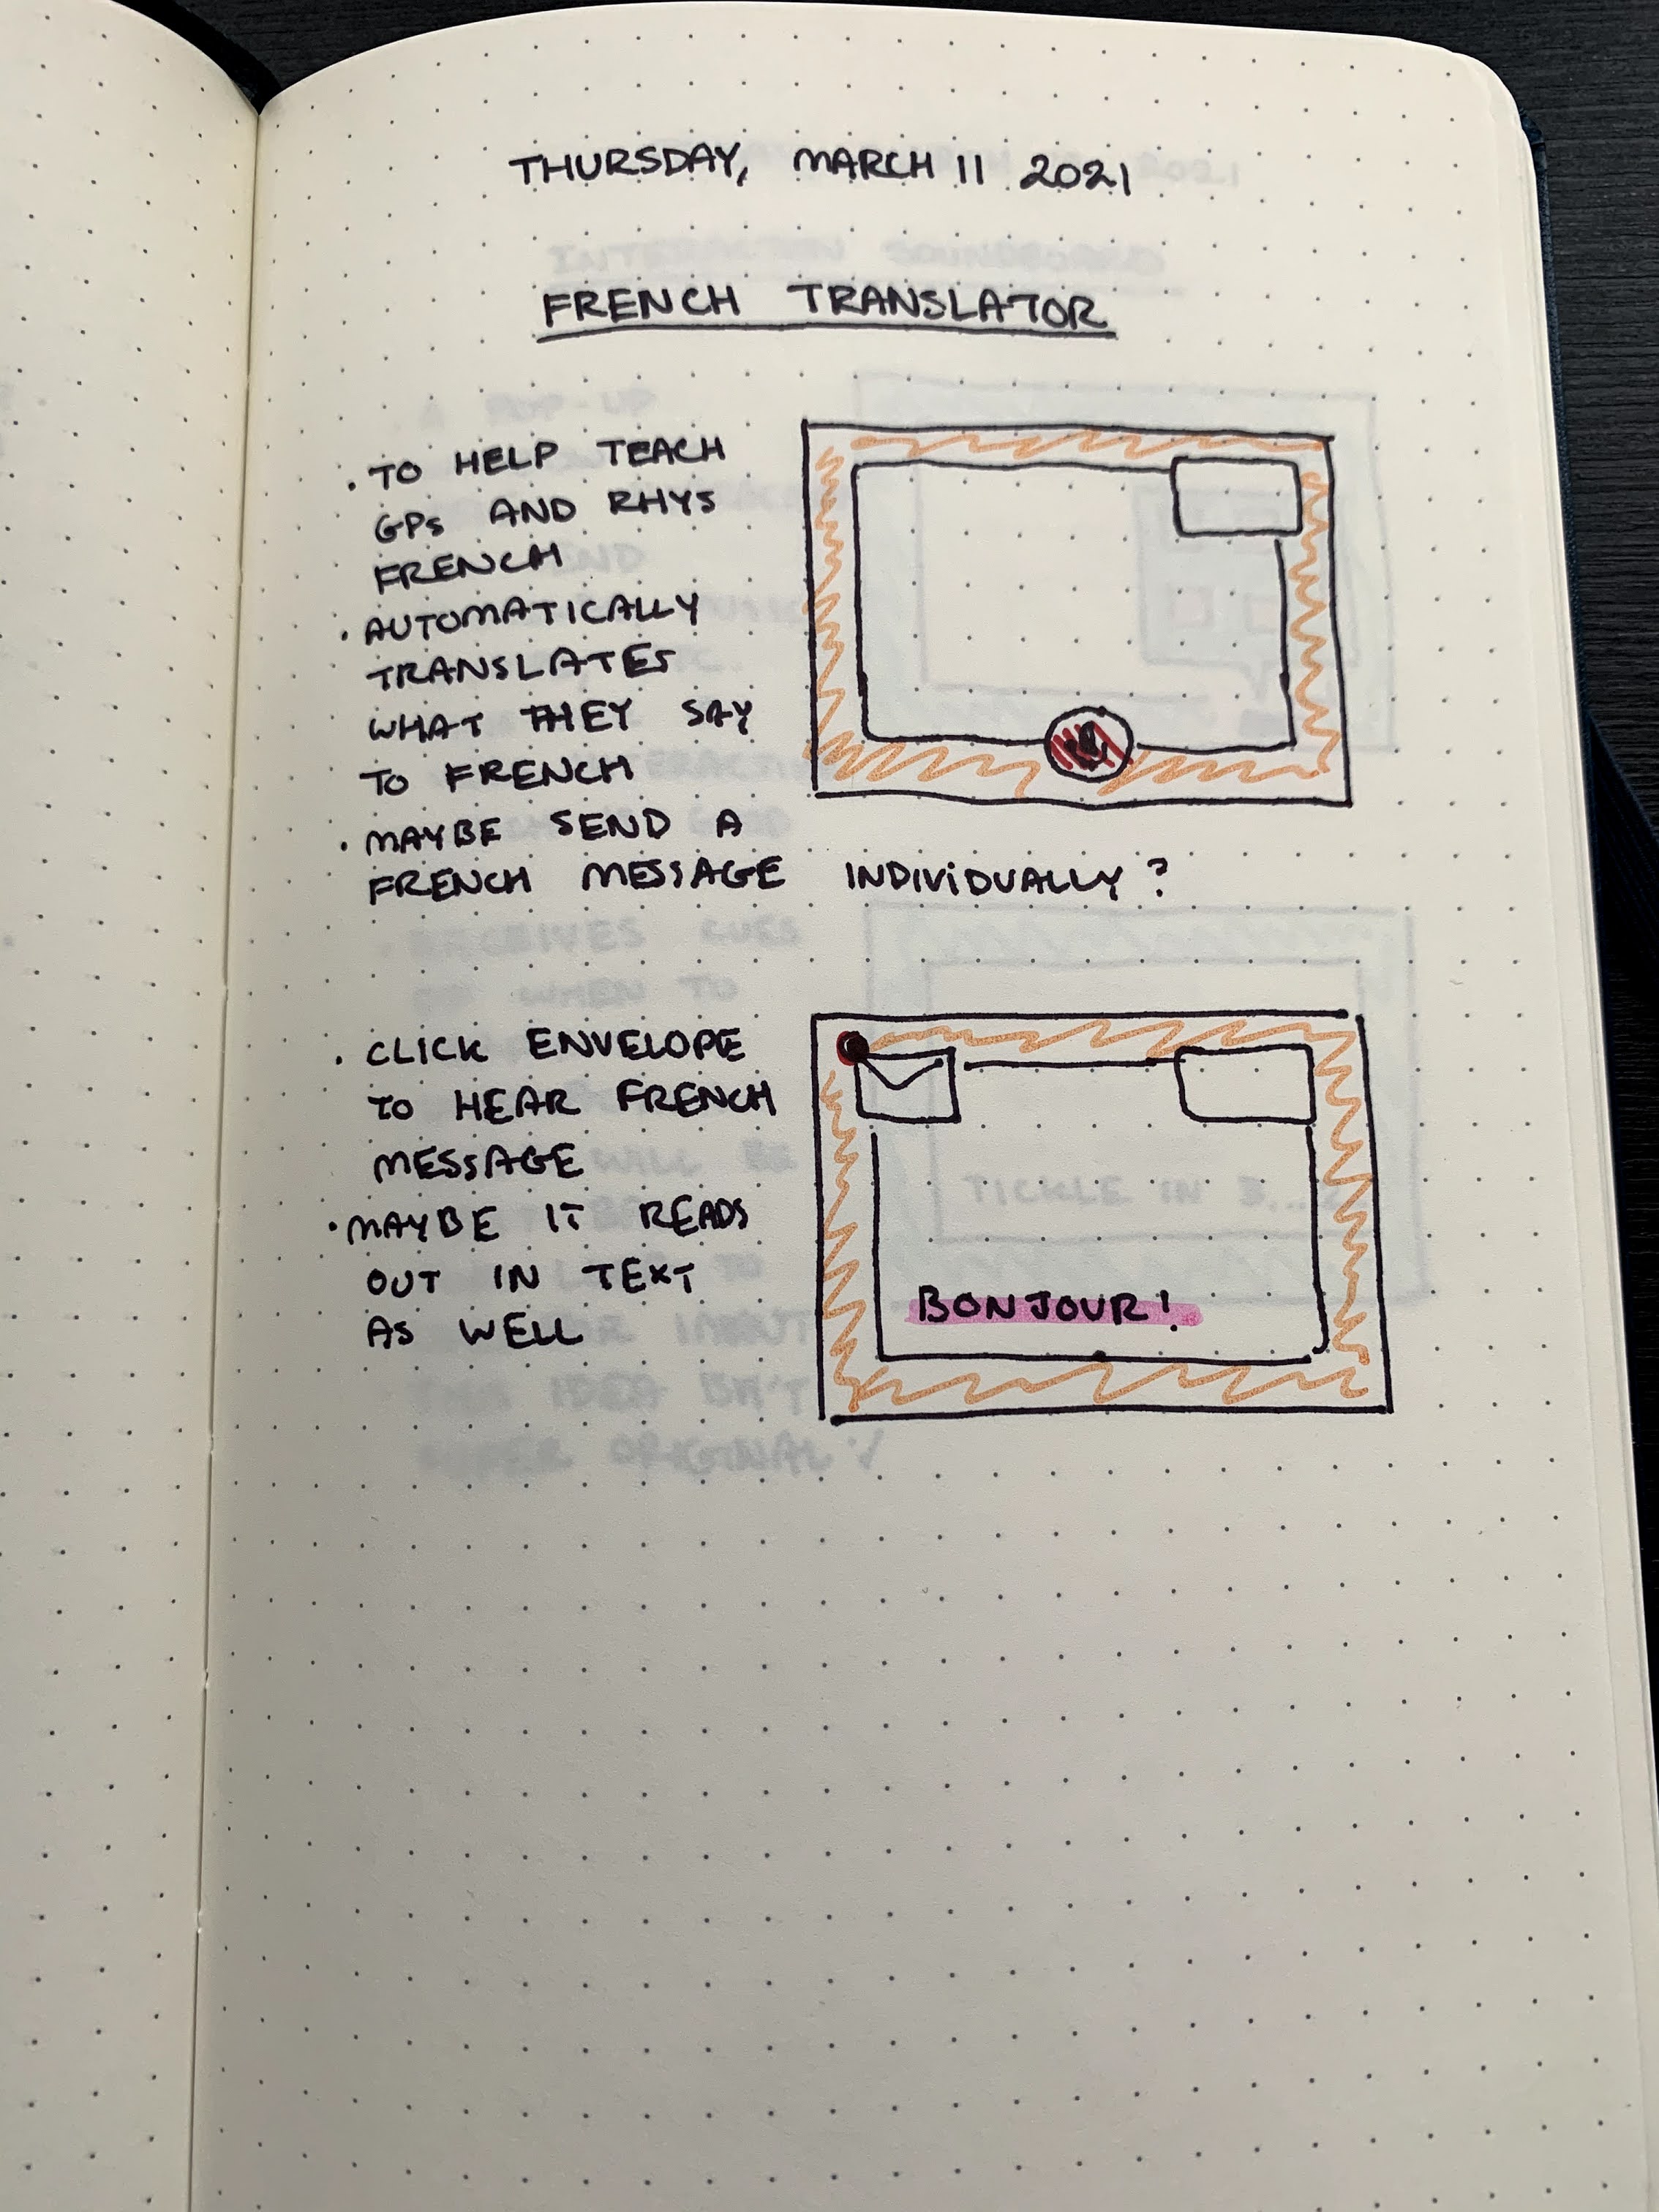 THURSDAY, MARCH 11 2021
FRENCH TRANSLATOR
. TO HELP TEACH
GPs AND RHYS
FRENCH
. AUTOMATICALLY
TRANSLATES
WHAT THEY SAY
TO FRENCH
. MAYBE SEND A
FRENCH MESSAGE INDIVIDUALLY?
. CLICK ENVELOPE
TO HEAR FRENCH
MESSAGE
. MAYBE IT READS
OUT IN TEXT
AS WELL
BONJOUR!